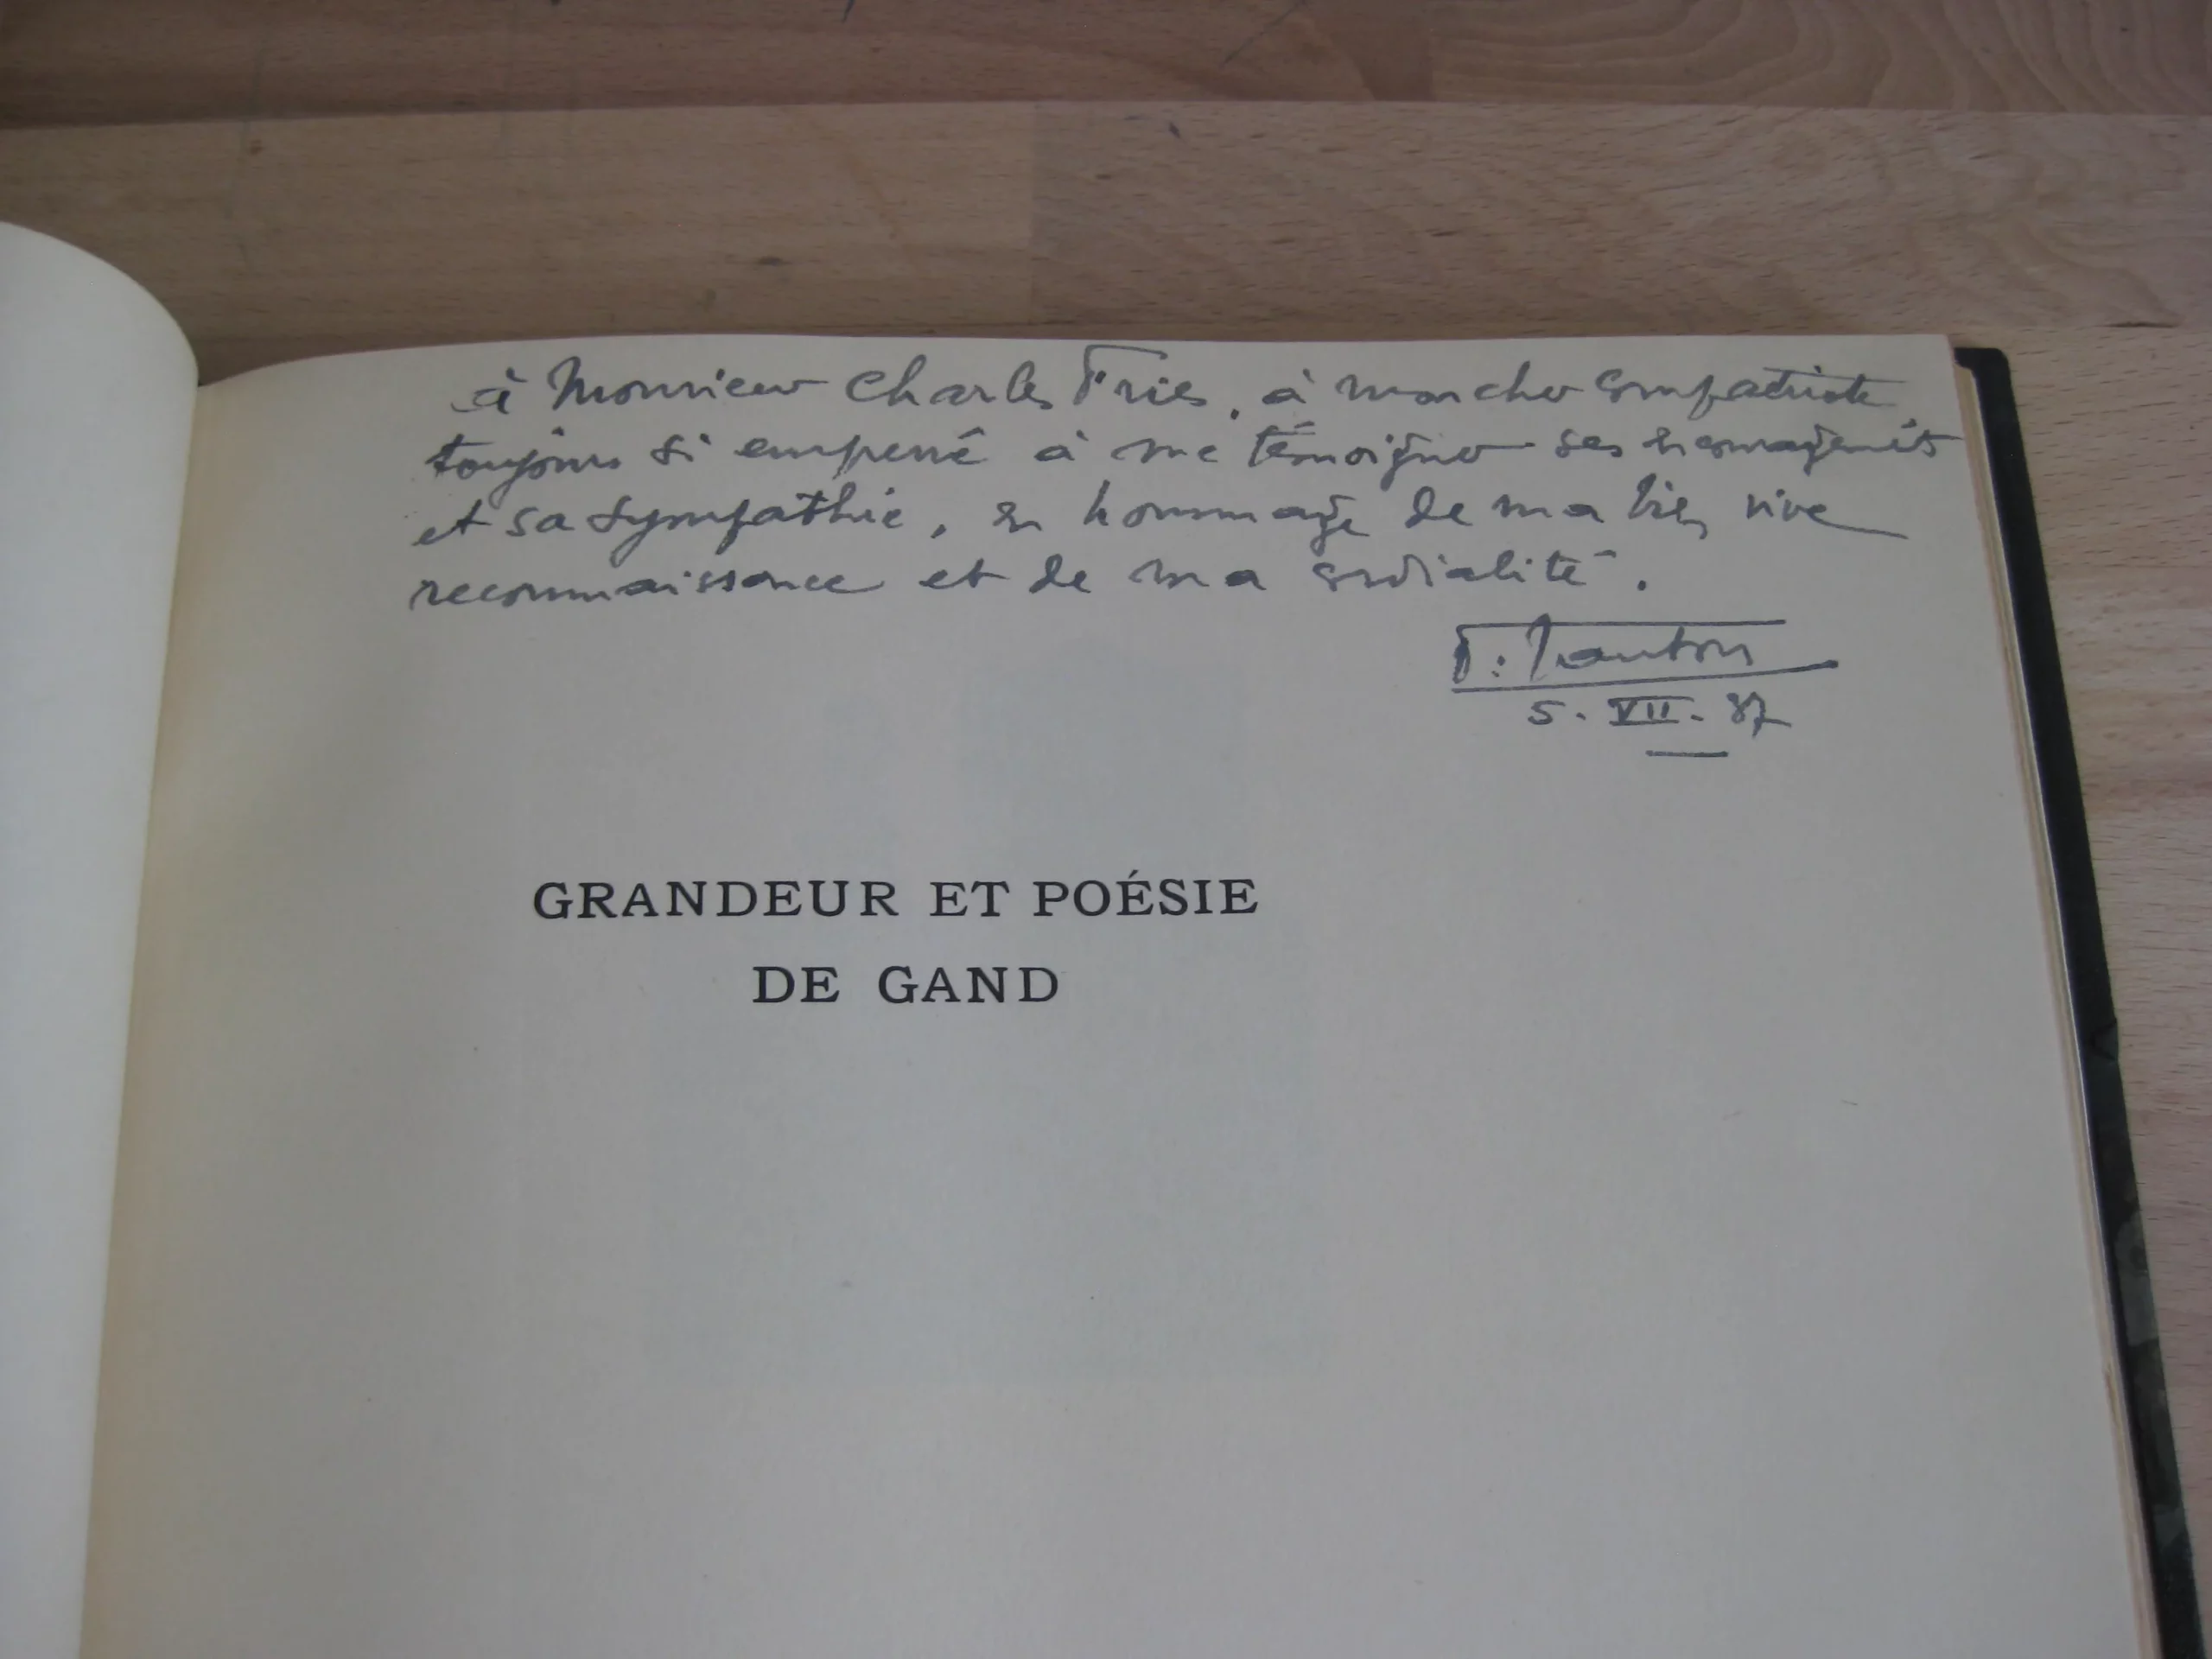 à Monsieur Charles Fries, à mon cher compatriote,
toujours si empressé à me témoigner ses
et sa sympathie, en hommage de ma très vive
reconnaissance et de ma cordialité.
5. VII. 37
GRANDEUR ET POÉSIE
DE GAND